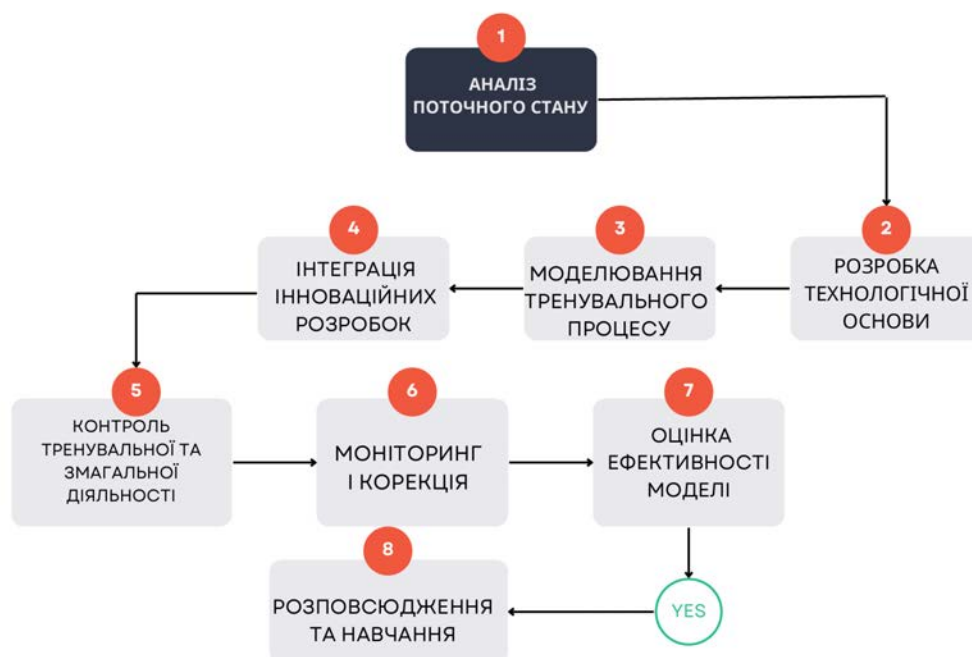 1
АНАЛІЗ
ПОТОЧНОГО СТАНУ
2
РОЗРОБКА
ТЕХНОЛОГІЧНОЇ
ОСНОВИ
3
МОДЕЛЮВАННЯ
ТРЕНУВАЛЬНОГО
ПРОЦЕСУ
4
ІНТЕГРАЦІЯ
ІННОВАЦІЙНИХ
РОЗРОБОК
5
КОНТРОЛЬ
ТРЕНУВАЛЬНОЇ ТА
ЗМАГАЛЬНОЇ
ДІЯЛЬНОСТІ
6
МОНІТОРИНГ
І КОРЕКЦІЯ
7
ОЦІНКА
ЕФЕКТИВНОСТІ
МОДЕЛІ
YES
8
РОЗПОВСЮДЖЕННЯ
ТА НАВЧАННЯ